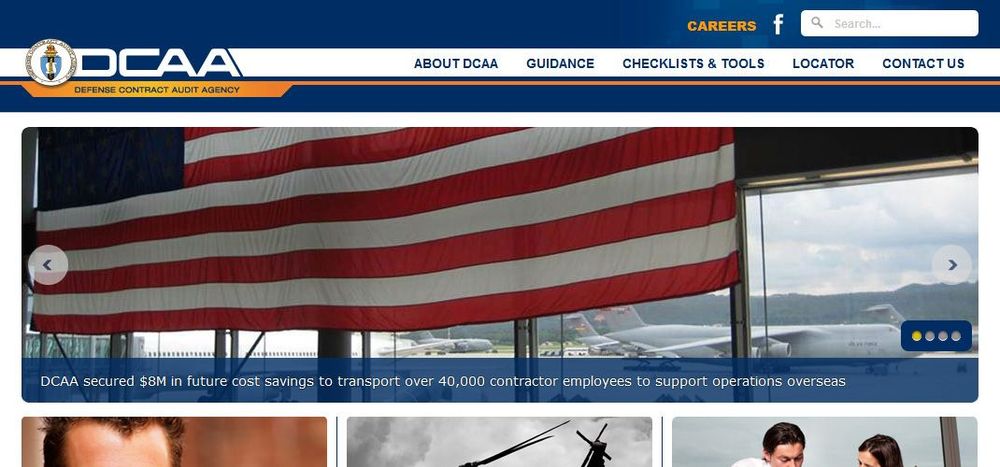 CAREERS
Search...
DCAA
ABOUT DCAA
GUIDANCE
CHECKLISTS & TOOLS
LOCATOR
CONTACT US
DEFENSE CONTRACT AUDIT AGENCY
DCAA secured $8M in future cost savings to transport over 40,000 contractor employees to support operations overseas